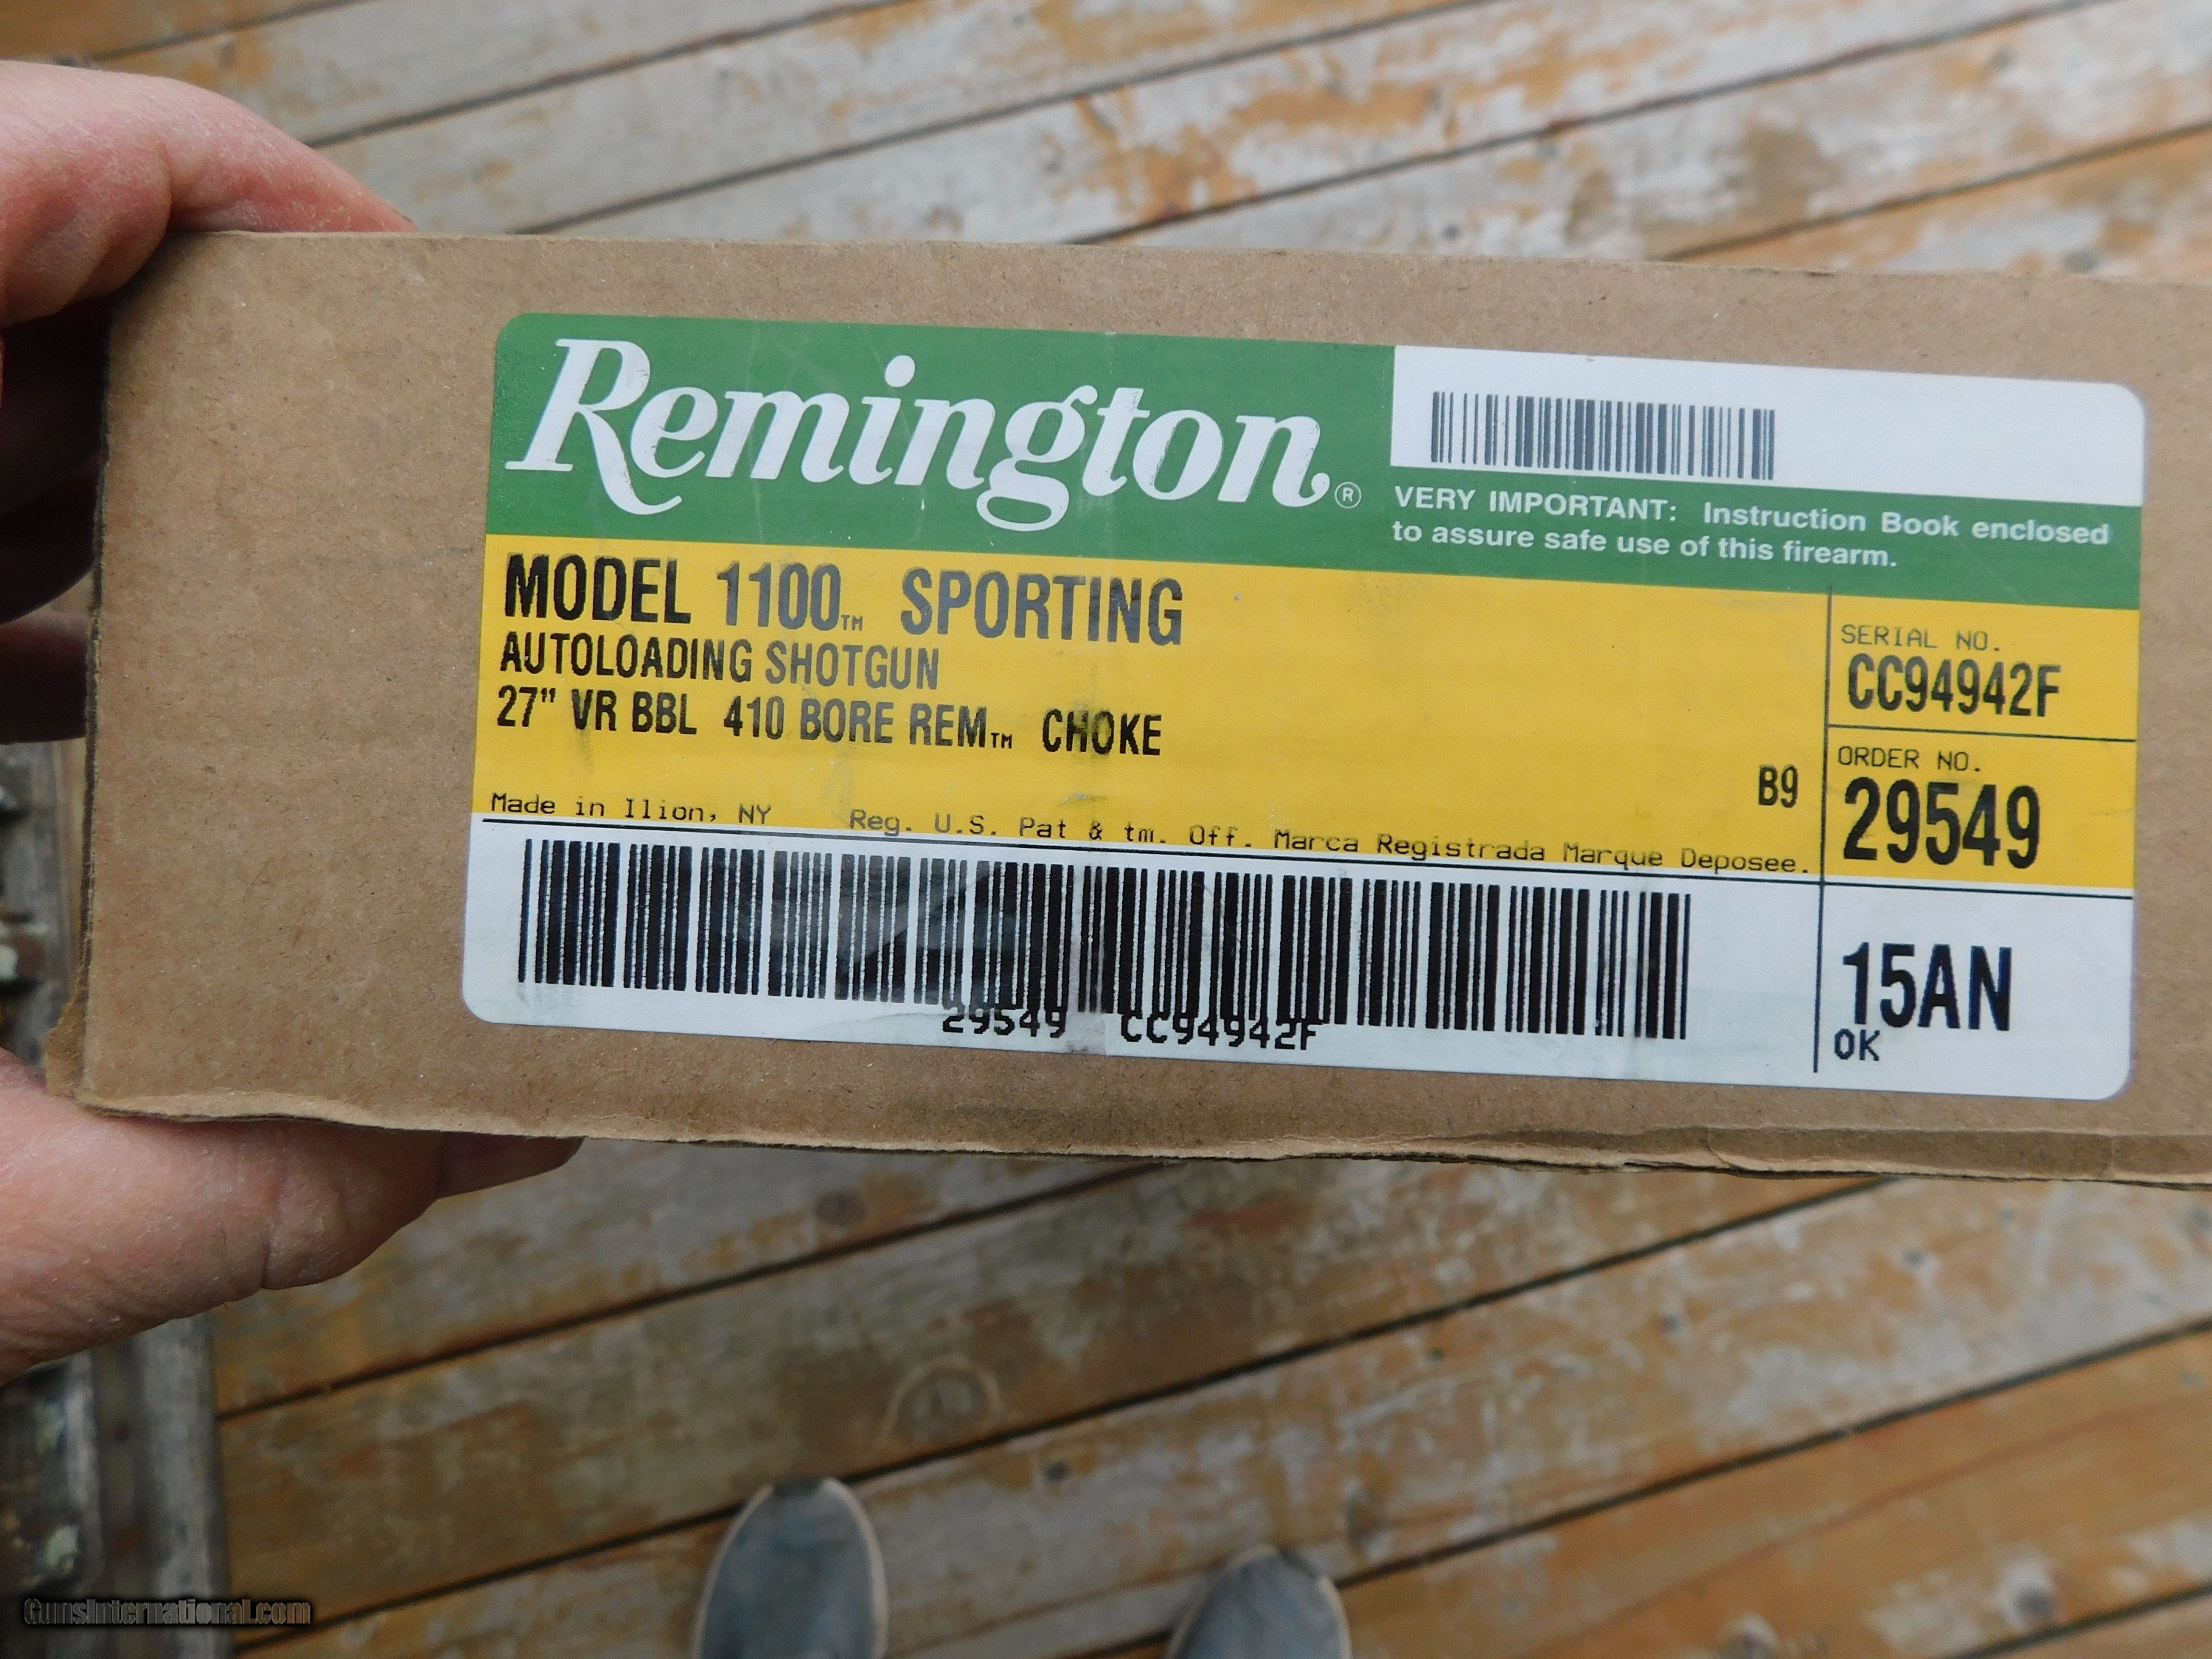 Remington®
VERY IMPORTANT: Instruction Book enclosed
to assure safe use of this firearm.
MODEL 1100™ SPORTING
AUTOLOADING SHOTGUN
27" VR BBL 410 BORE REM™ CHOKE
B9
Made in Ilion, NY Reg. U.S. Pat & tm. Off. Marca Registrada Marque Deposee.
SERIAL NO.
CC94942F
ORDER NO.
29549
15AN
OK
29549 CC94942F
GunsInternational.com